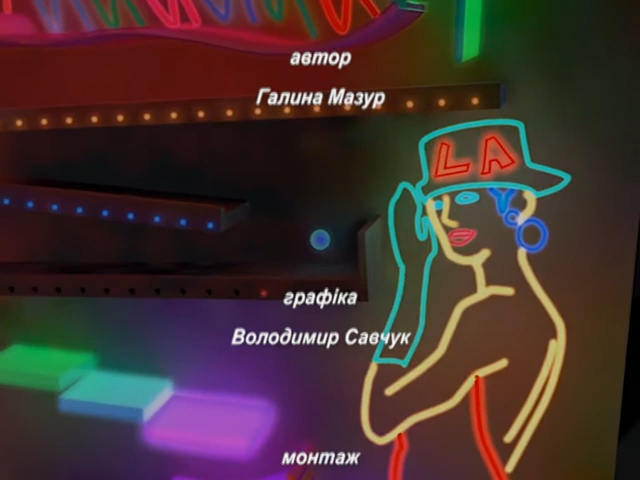 автор
Галина Мазур
LA
графіка
Володимир Савчук
монтаж